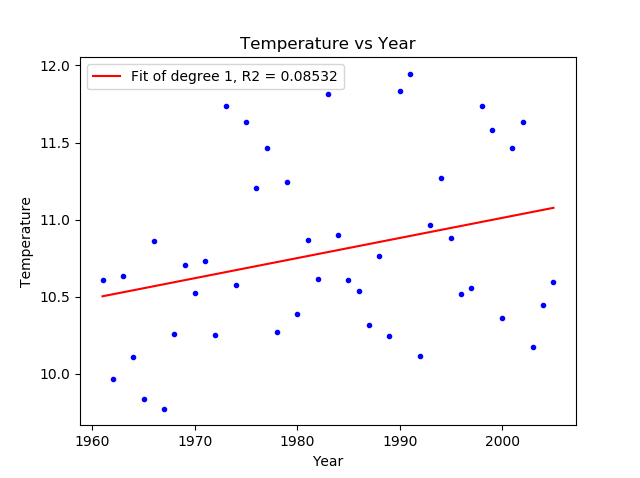 Temperature vs Year
Fit of degree 1, R2 = 0.08532
12.0
11.5
11.0
10.5
10.0
Temperature
1960 1970 1980 1990 2000
Year